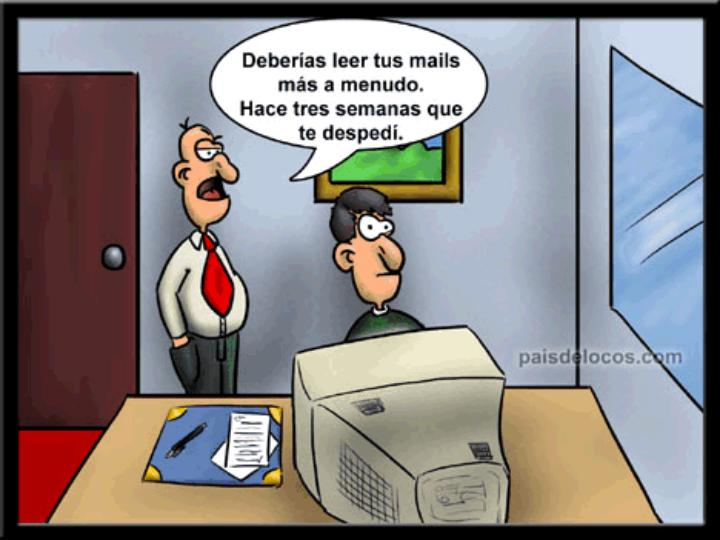 Deberías leer tus mails
más a menudo.
Hace tres semanas que
te despedí.
paisdelocos.com